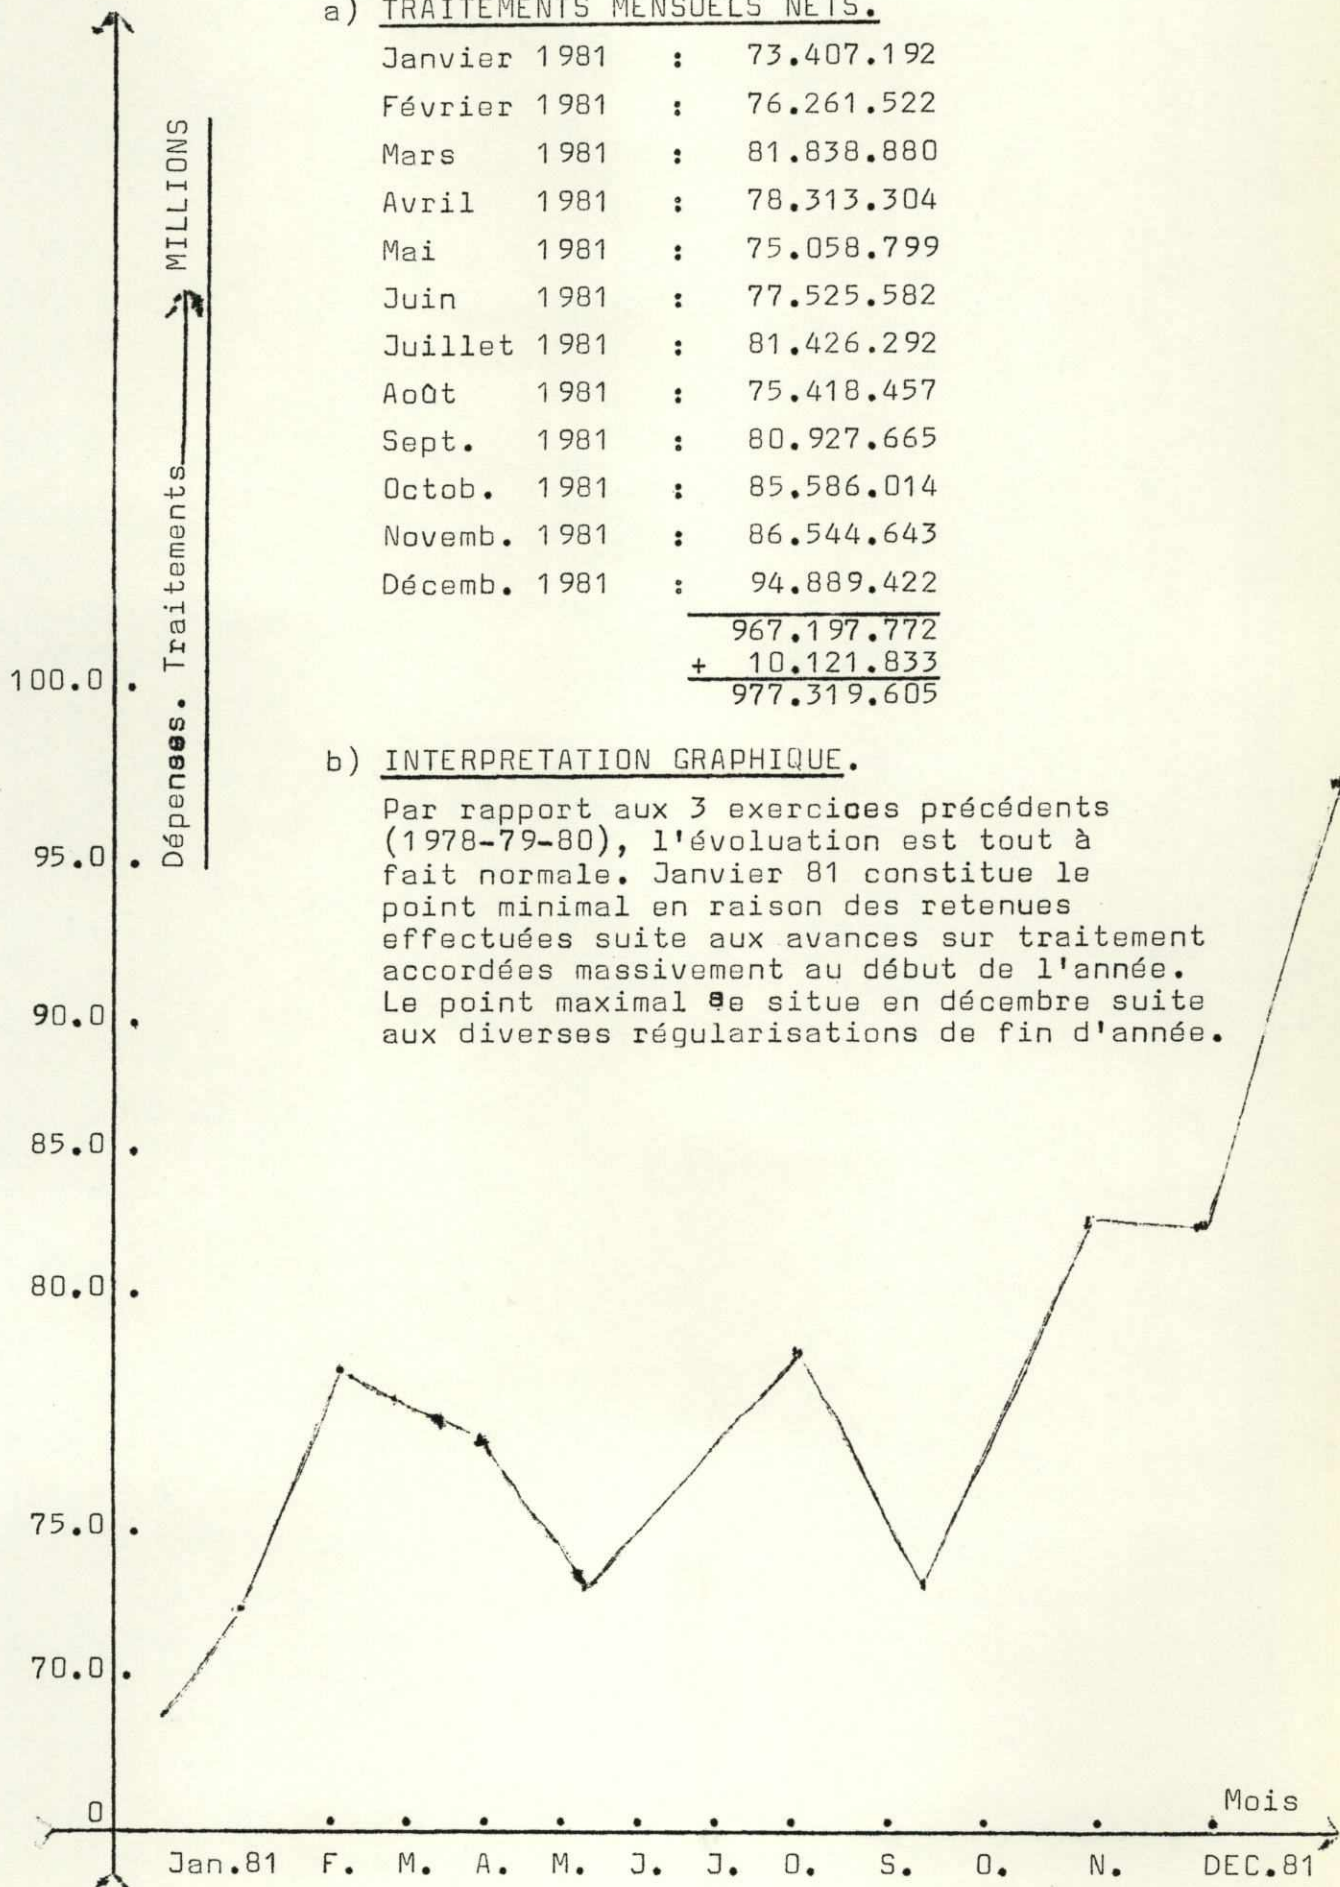 a) TRAITEMENTS MENSUELS NETS.
Janvier 1981 : 73.407.192
Février 1981 : 76.261.522
Mars 1981 : 81.838.880
Avril 1981 : 78.313.304
Mai 1981 : 75.058.799
Juin 1981 : 77.525.582
Juillet 1981 : 81.426.292
Août 1981 : 75.418.457
Sept. 1981 : 80.927.665
Octob. 1981 : 85.586.014
Novemb. 1981 : 86.544.643
Décemb. 1981 : 94.889.422
967.197.772
+ 10.121.833
977.319.605
Dépenses. Traitements MILLIONS
b) INTERPRETATION GRAPHIQUE.
Par rapport aux 3 exercices précédents
(1978-79-80), l'évoluation est tout à
fait normale. Janvier 81 constitue le
point minimal en raison des retenues
effectuées suite aux avances sur traitement
accordées massivement au début de l'année.
Le point maximal se situe en décembre suite
aux diverses régularisations de fin d'année.
100.0
95.0
90.0
85.0
80.0
75.0
70.0
0
Mois
Jan.81 F. M. A. M. J. J. O. S. O. N. DEC.81